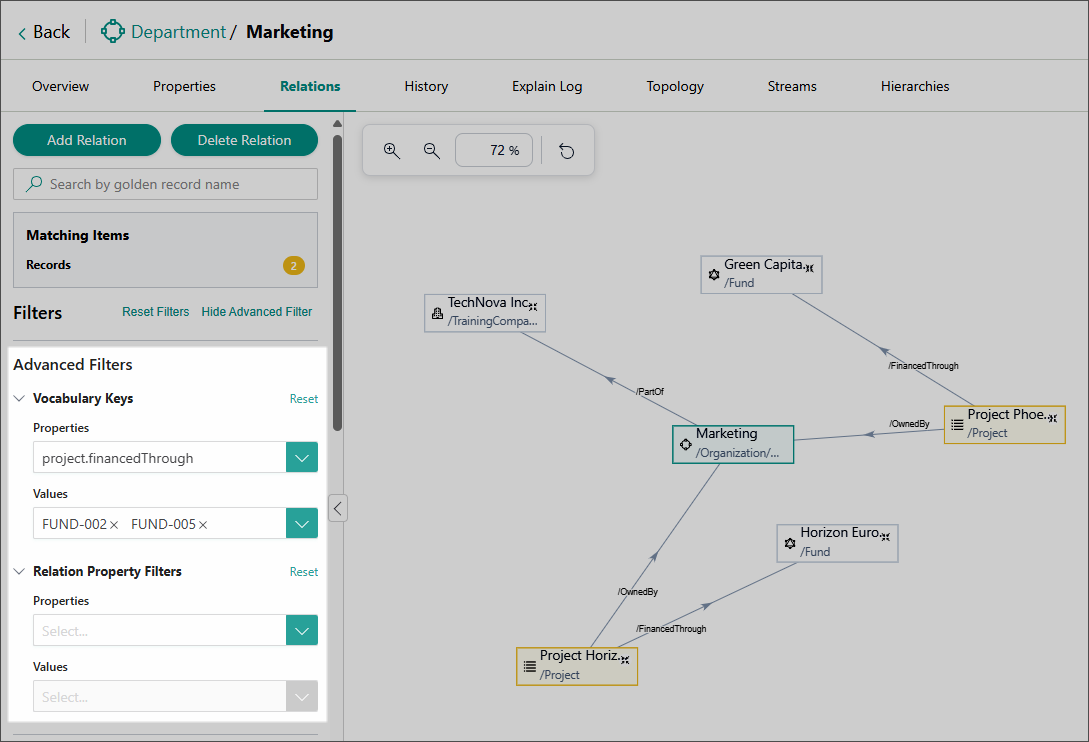 Back
Department / Marketing
Overview
Properties
Relations
History
Explain Log
Topology
Streams
Hierarchies
Add Relation
Delete Relation
Search by golden record name
Matching Items
Records
2
Filters
Reset Filters
Hide Advanced Filter
Advanced Filters
Vocabulary Keys
Reset
Properties
project.financedThrough
Values
FUND-002× FUND-005×
Relation Property Filters
Reset
Properties
Select...
Values
Select...
72 %
Green Capita...
/Fund
TechNova Inc...
/TrainingCompa...
/FinancedThrough
/PartOf
Project Phoe...
/Project
/OwnedBy
Marketing
/Organization/...
Horizon Euro...
/Fund
/OwnedBy
/FinancedThrough
Project Horiz...
/Project